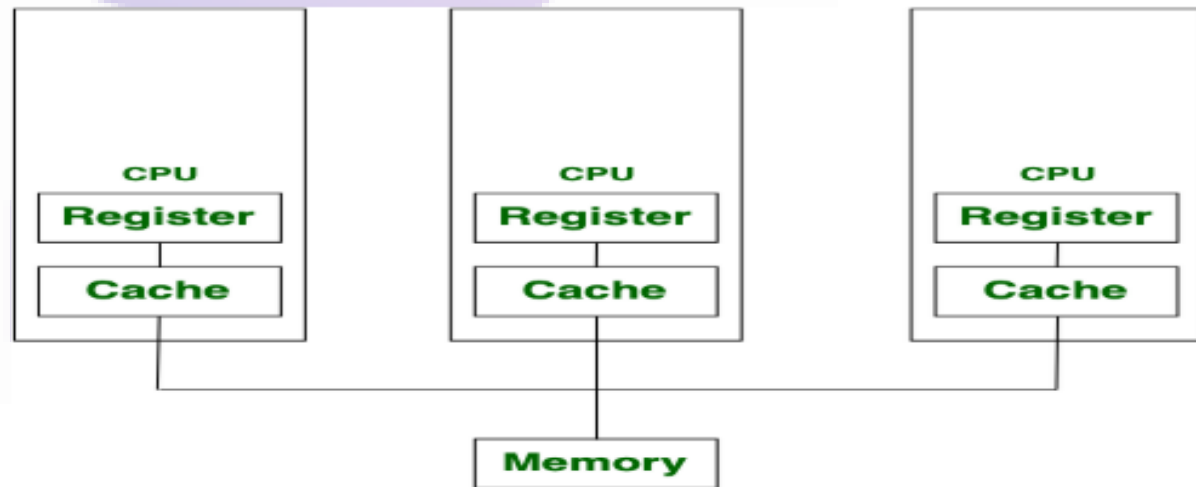 CPU
CPU
CPU
Register
Register
Register
Cache
Cache
Cache
Memory